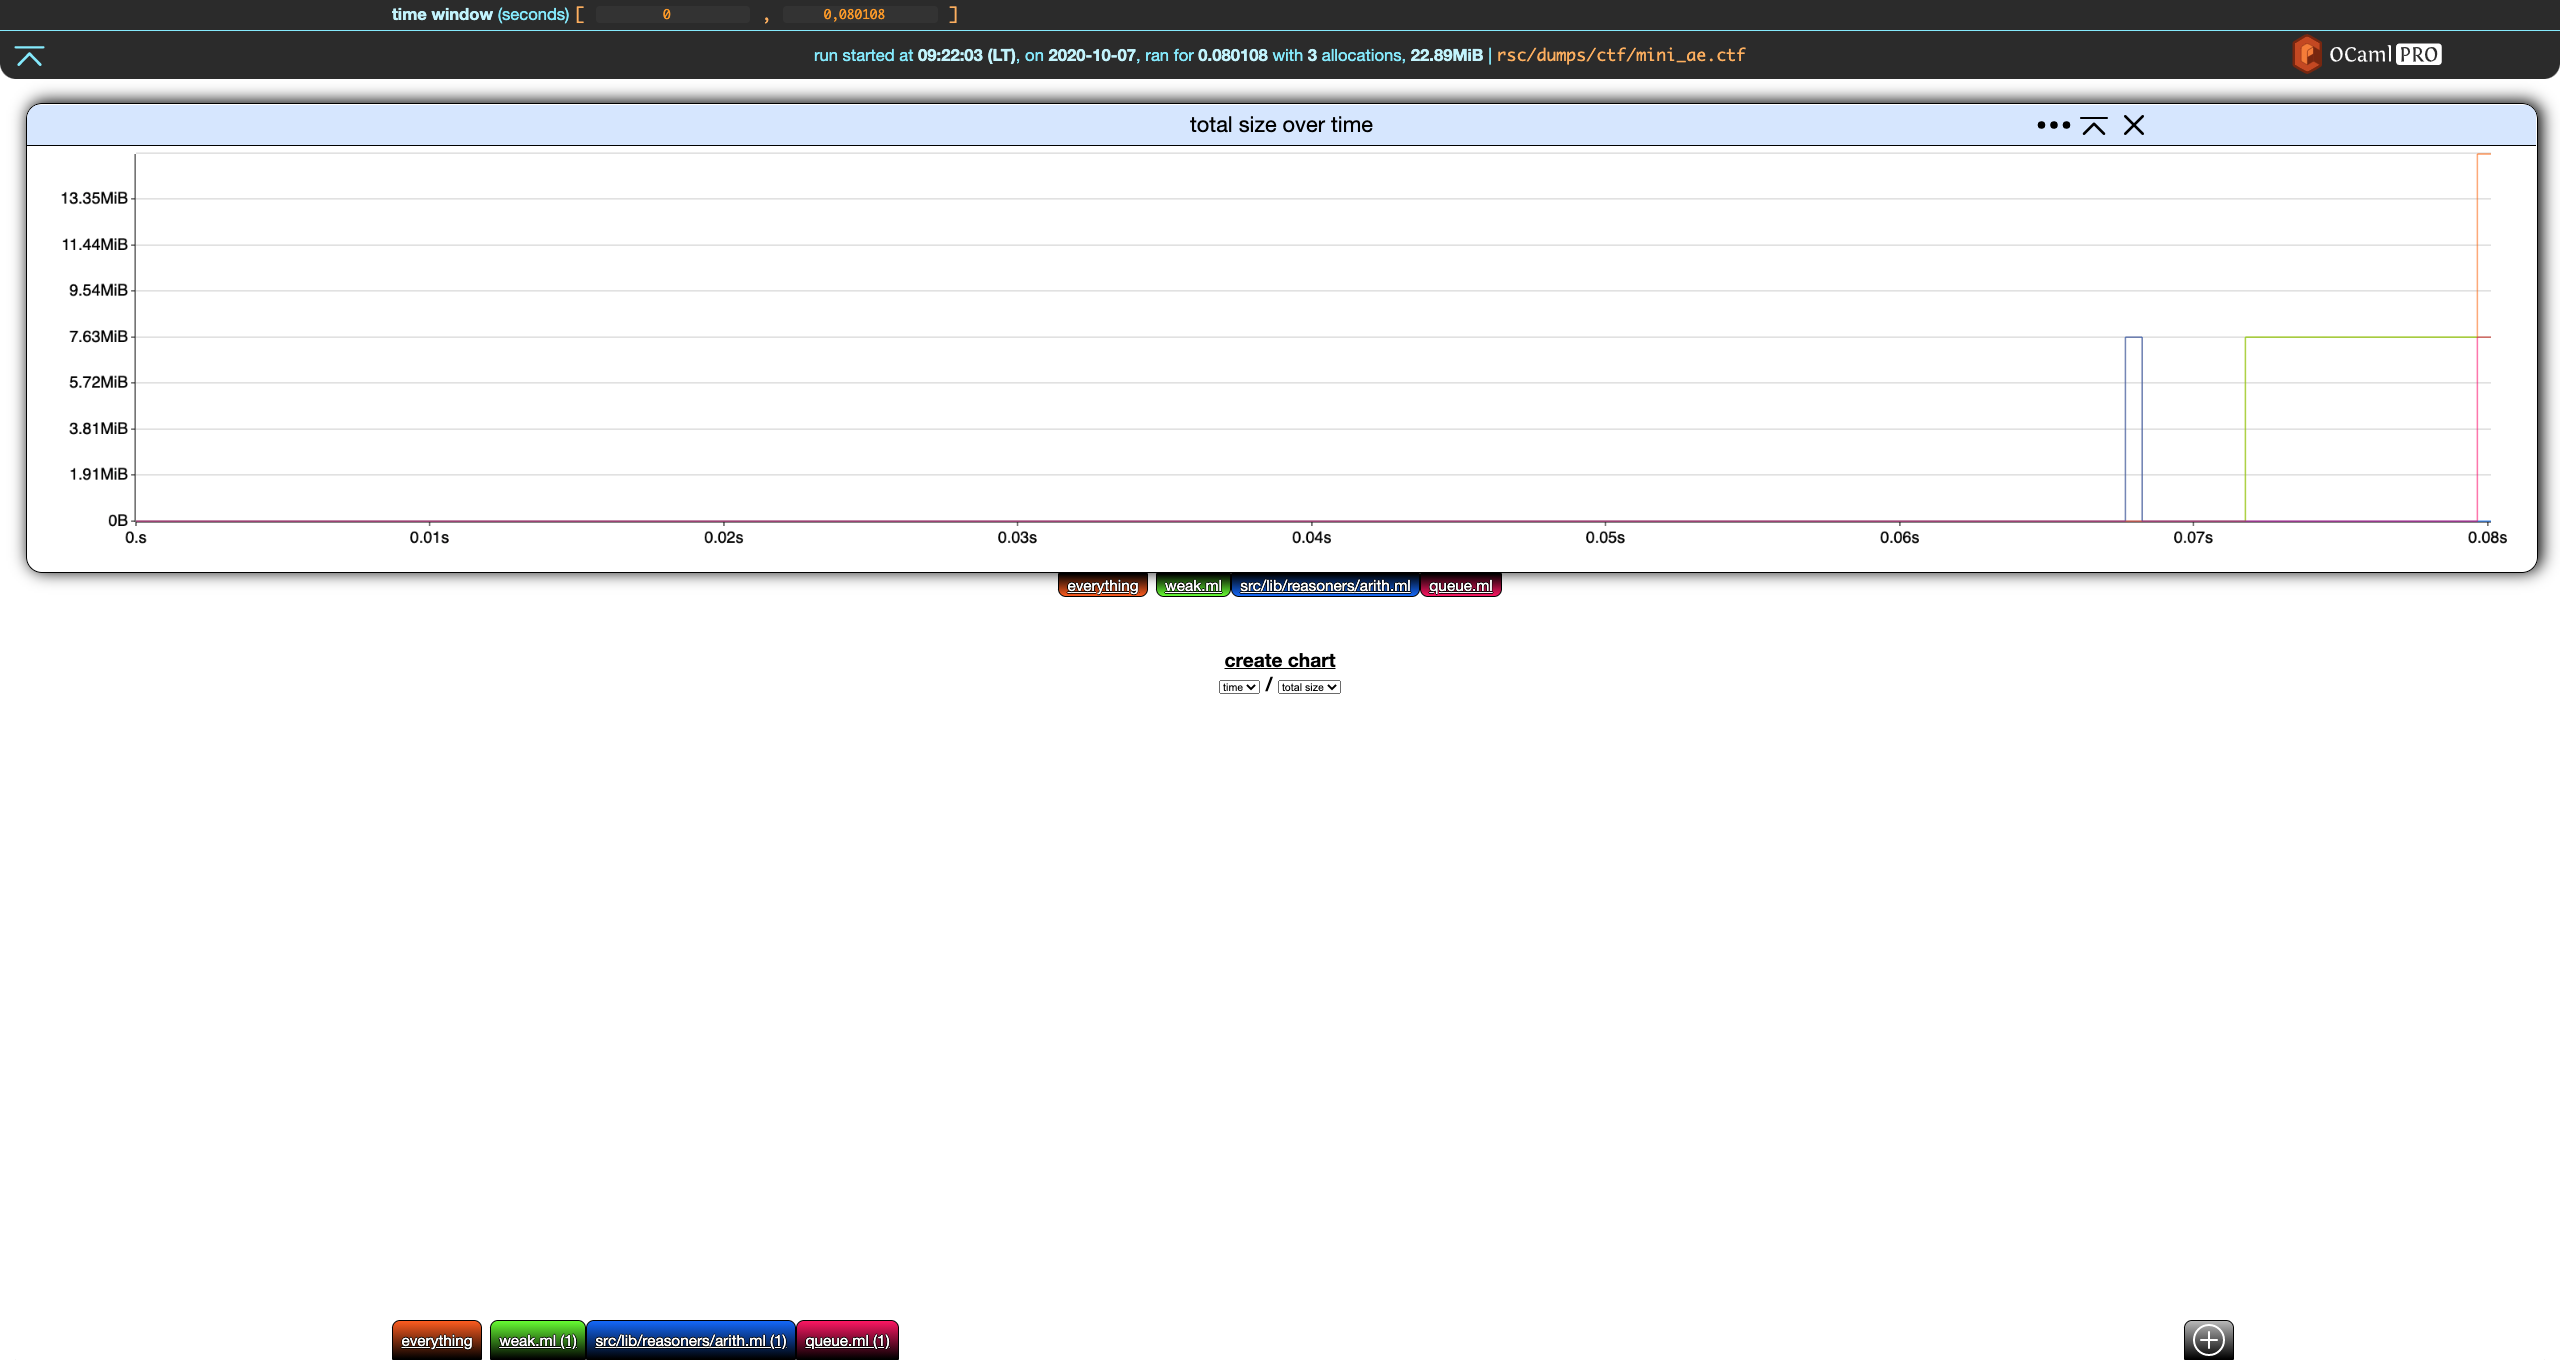 time window (seconds) [ 0 , 0,080108 ]
run started at 09:22:03 (LT), on 2020-10-07, ran for 0.080108 with 3 allocations, 22.89MiB | rsc/dumps/ctf/mini_ae.ctf
OCaml PRO
total size over time
13.35MiB
11.44MiB
9.54MiB
7.63MiB
5.72MiB
3.81MiB
1.91MiB
0B
0.s 0.01s 0.02s 0.03s 0.04s 0.05s 0.06s 0.07s 0.08s
everything weak.ml src/lib/reasoners/arith.ml queue.ml
create chart
time / total size
everything weak.ml (1) src/lib/reasoners/arith.ml (1) queue.ml (1)